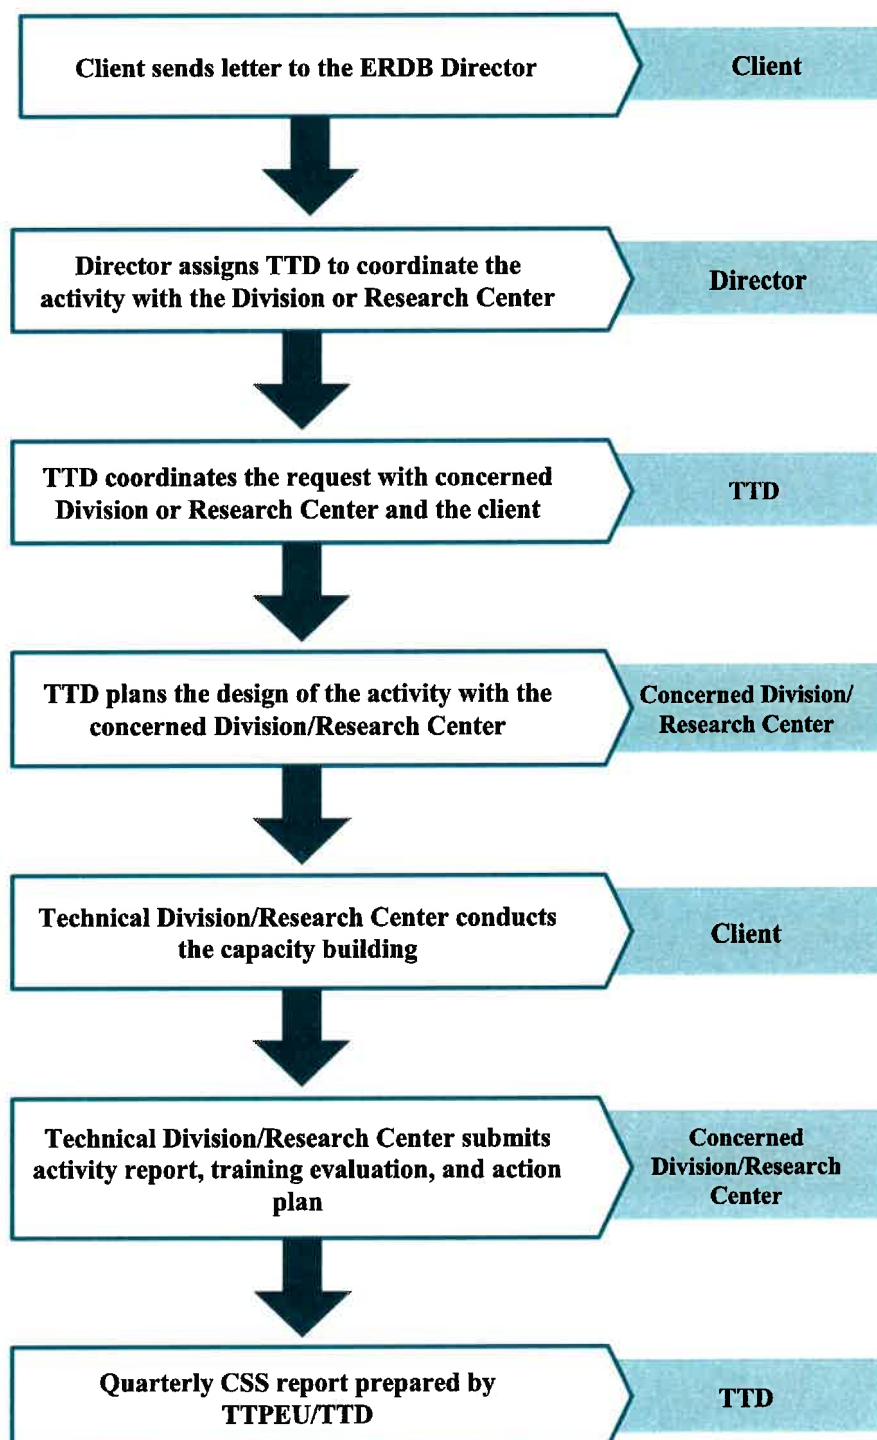 Client sends letter to the ERDB Director
Client
Director assigns TTD to coordinate the
activity with the Division or Research Center
Director
TTD coordinates the request with concerned
Division or Research Center and the client
TTD
TTD plans the design of the activity with the
concerned Division/Research Center
Concerned Division/
Research Center
Technical Division/Research Center conducts
the capacity building
Client
Technical Division/Research Center submits
activity report, training evaluation, and action
plan
Concerned
Division/Research
Center
Quarterly CSS report prepared by
TTPEU/TTD
TTD